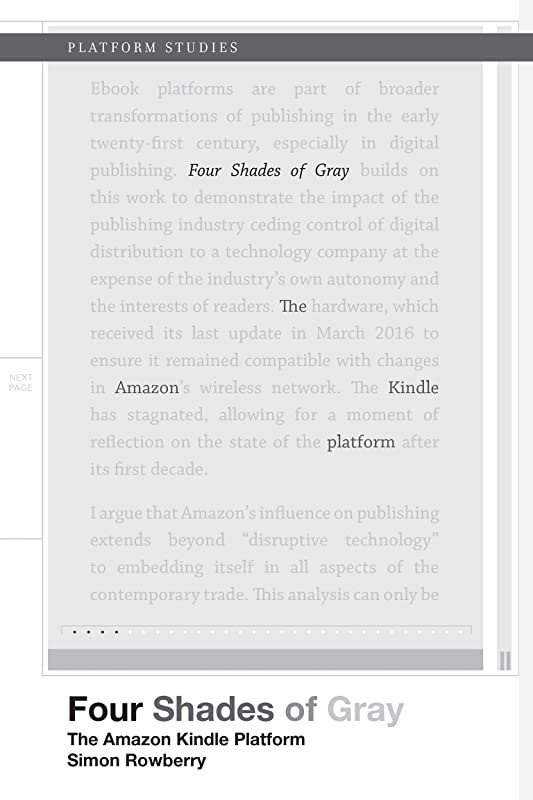 PLATFORM STUDIES
Ebook platforms are part of broader
transformations of publishing in the early
twenty-first century, especially in digital
publishing. Four Shades of Gray builds on
this work to demonstrate the impact of the
publishing industry ceding control of digital
distribution to a technology company at the
expense of the industry's own autonomy and
the interests of readers. The hardware, which
received its last update in March 2016 to
ensure it remained compatible with changes
in Amazon's wireless network. The Kindle
has stagnated, allowing for a moment of
reflection on the state of the platform after
its first decade.
I argue that Amazon's influence on publishing
extends beyond “disruptive technology”
to embedding itself in all aspects of the
contemporary trade. This analysis can only be
NEXT
PAGE
Four Shades of Gray
The Amazon Kindle Platform
Simon Rowberry